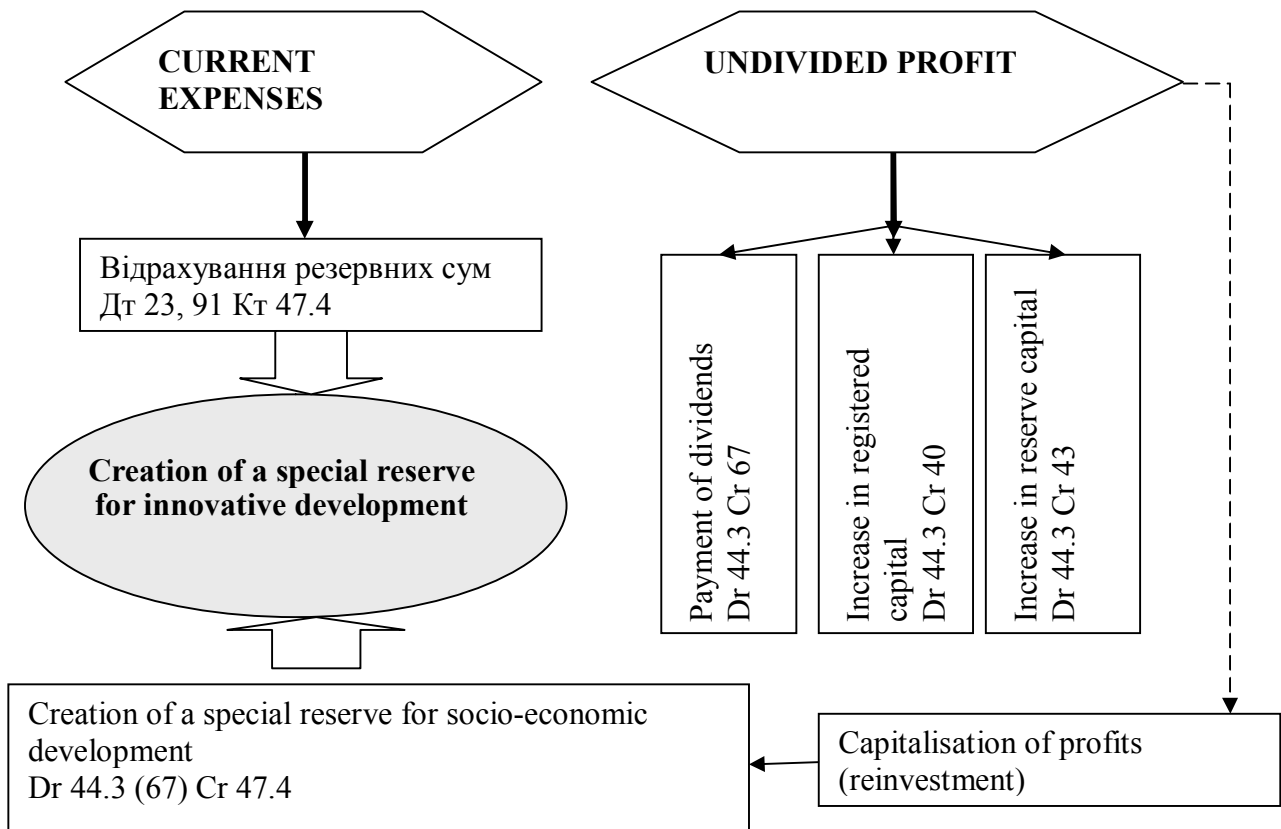 CURRENT
EXPENSES
UNDIVIDED PROFIT
Відрахування резервних сум
Дт 23, 91 Кт 47.4
Creation of a special reserve
for innovative development
Payment of dividends
Dr 44.3 Cr 67
Increase in registered
capital
Dr 44.3 Cr 40
Increase in reserve capital
Dr 44.3 Cr 43
Creation of a special reserve for socio-economic
development
Dr 44.3 (67) Cr 47.4
Capitalisation of profits
(reinvestment)